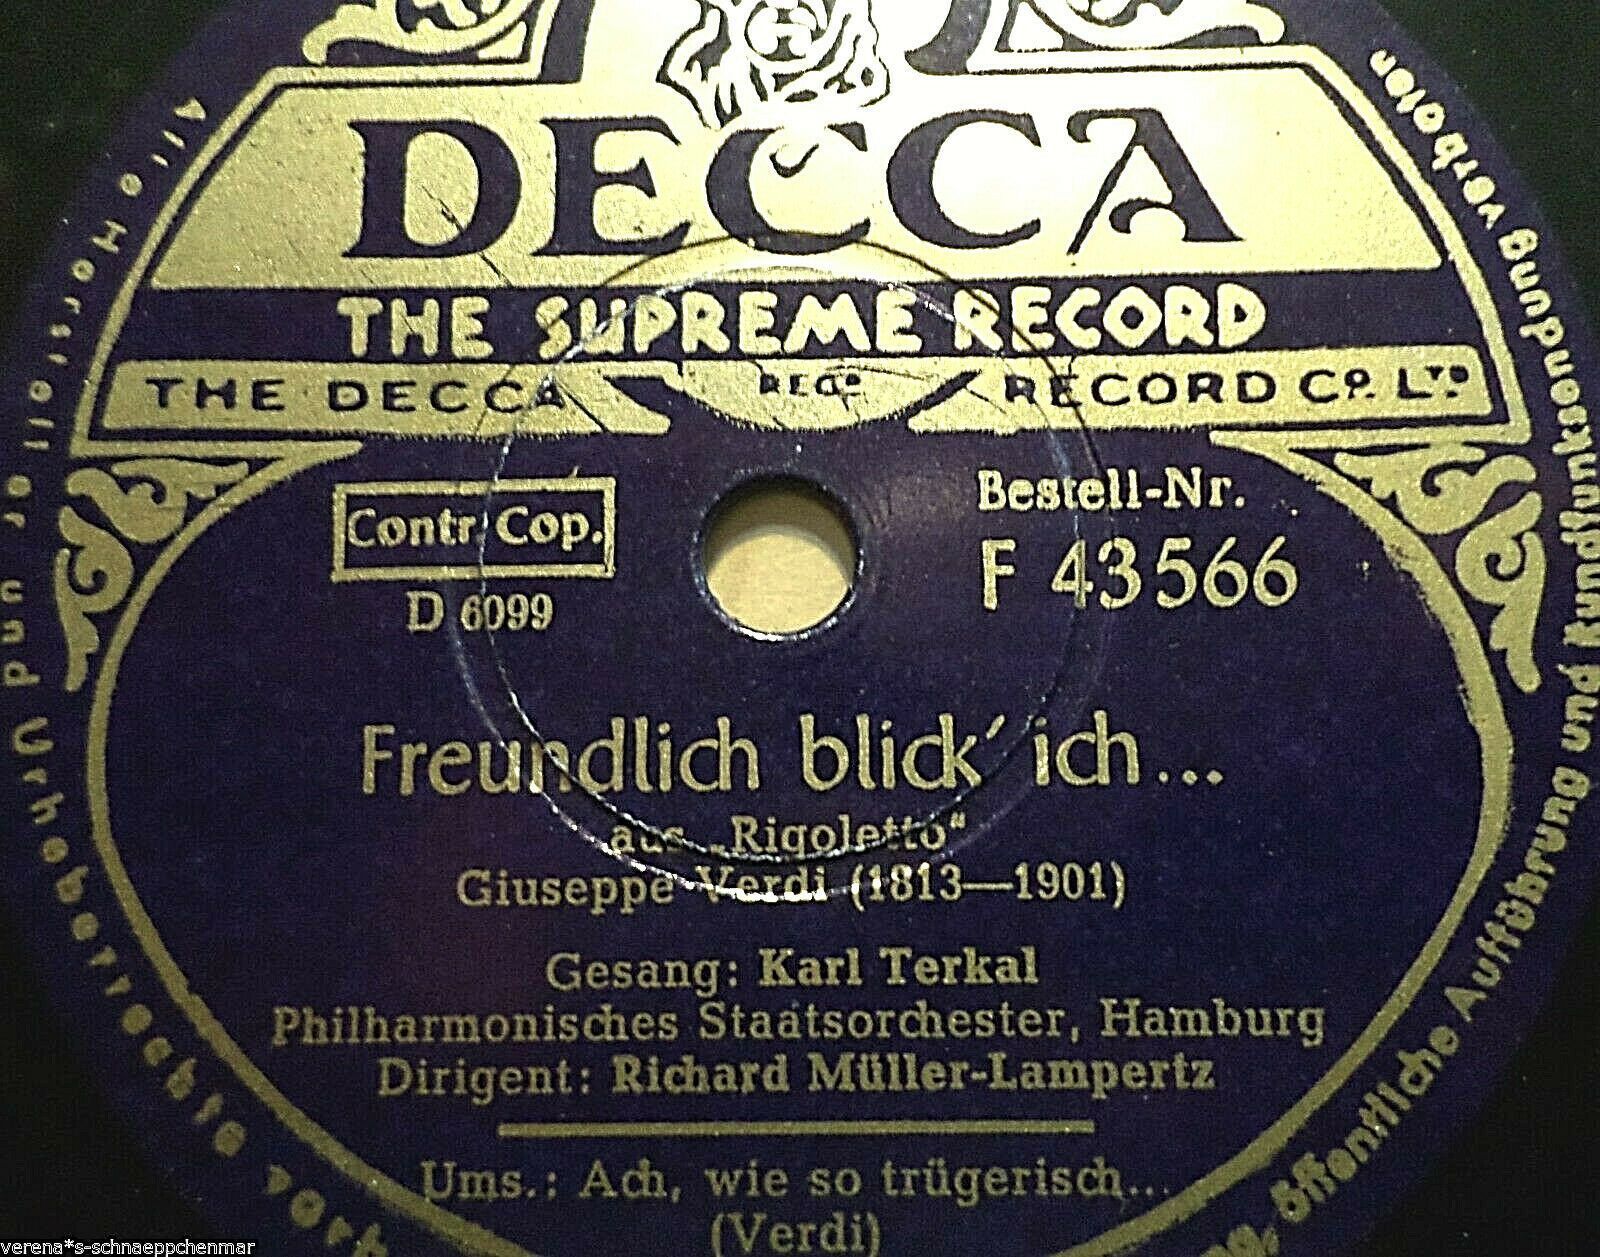 DECCA
THE SUPREME RECORD
THE DECCA REGD RECORD Co. LTD
Contr. Cop.
D 6099
Bestell-Nr.
F 43566
Freundlich blick' ich...
aus „Rigoletto“
Giuseppe Verdi (1813—1901)
Gesang: Karl Terkal
Philharmonisches Staatsorchester, Hamburg
Dirigent: Richard Müller-Lampertz
Ums.: Ach, wie so trügerisch...
(Verdi)
Alle Hersteller und Urheberrechte
öffentliche Aufführung und Rundfunksendung verboten
verena*s-schnaeppchenmar